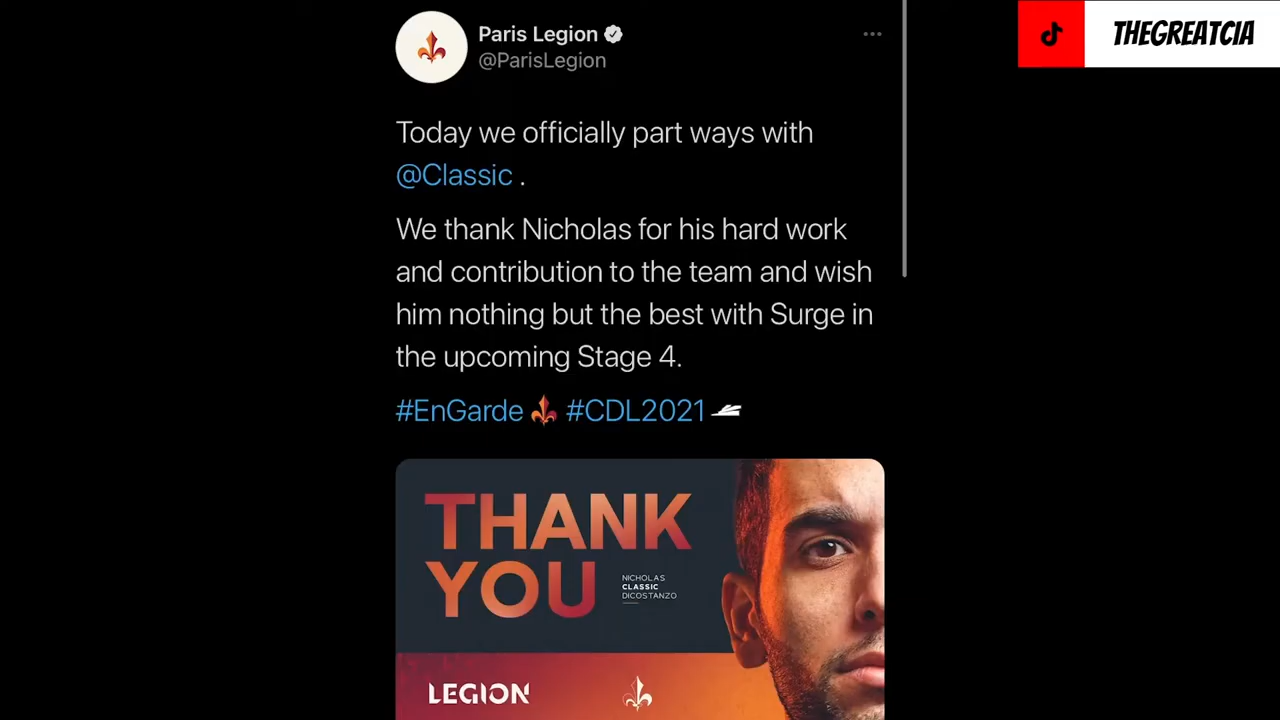 Paris Legion
@ParisLegion
THEGREATCIA
Today we officially part ways with
@Classic .
We thank Nicholas for his hard work
and contribution to the team and wish
him nothing but the best with Surge in
the upcoming Stage 4.
#EnGarde #CDL2021
THANK
YOU
NICHOLAS
CLASSIC
DICOSTANZO
LEGION